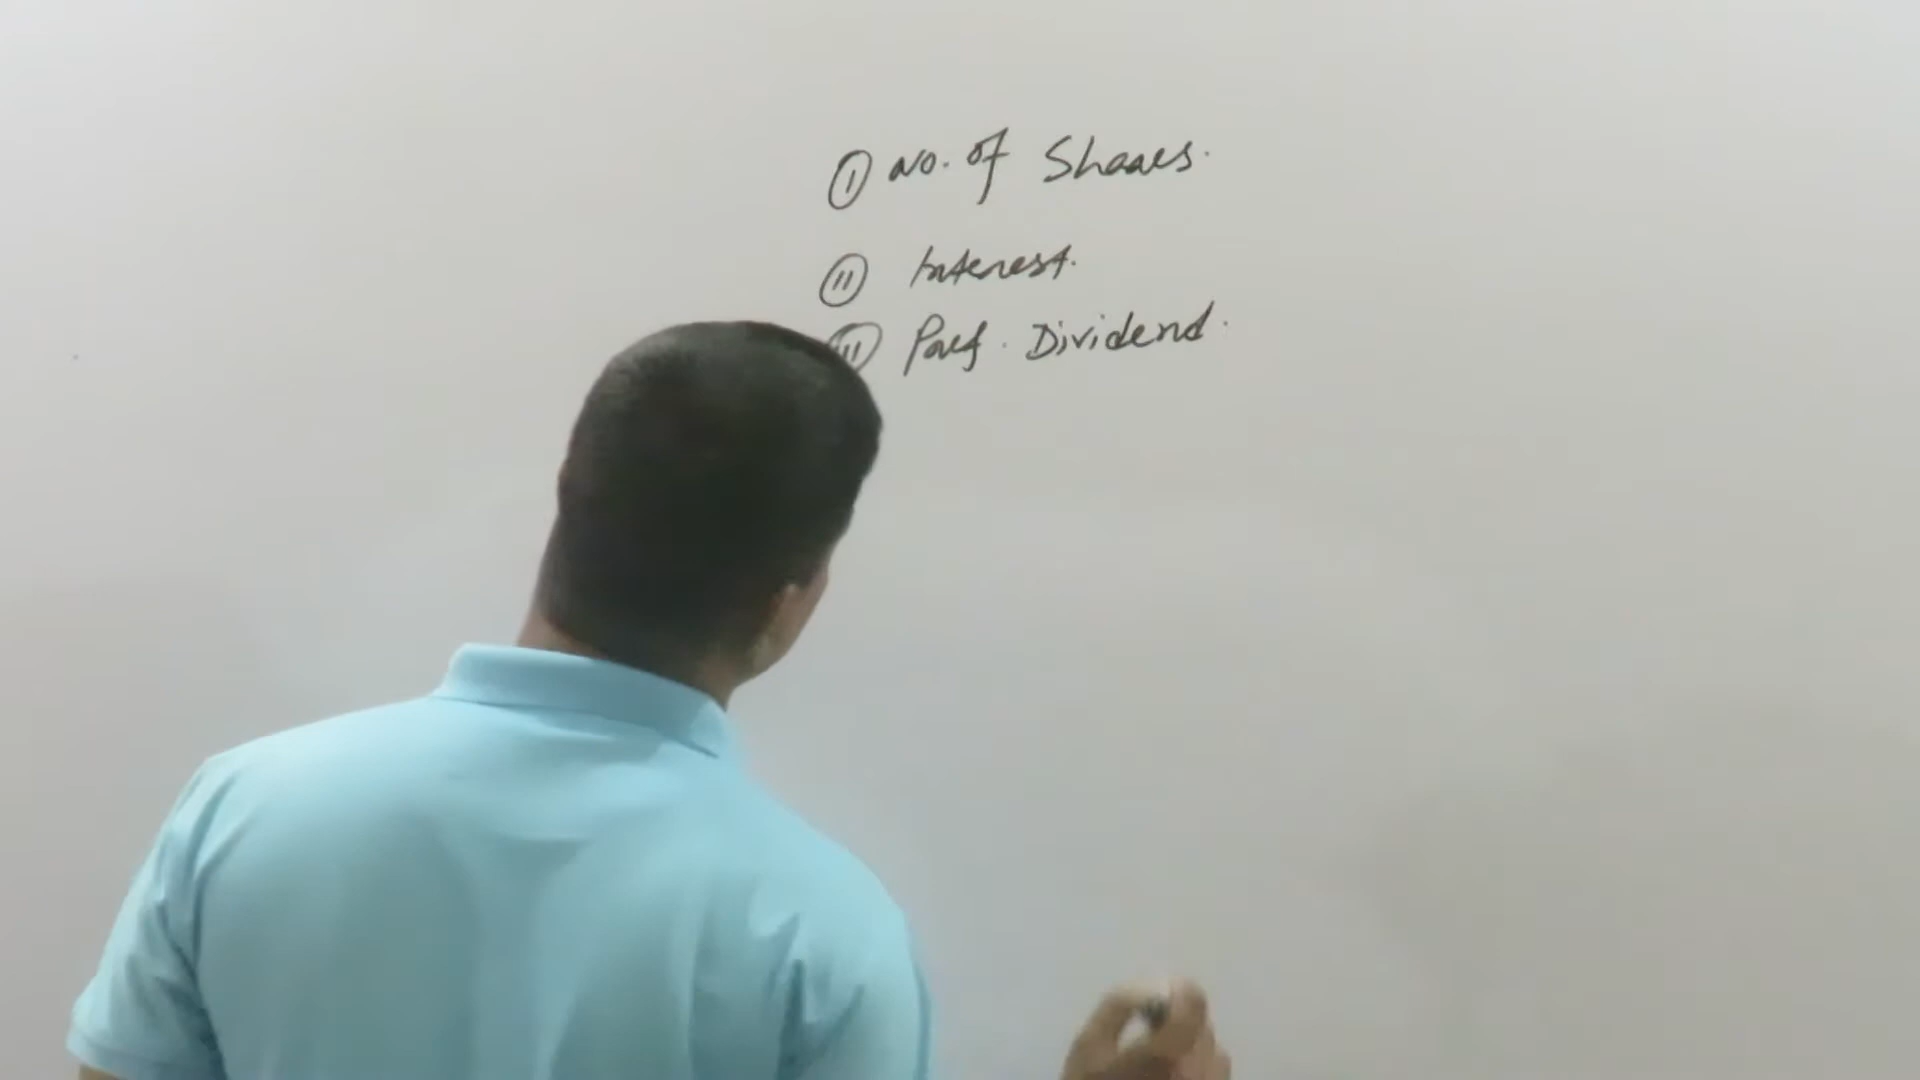 (I) No. of Shares.
(II) Interest.
(III) Pref. Dividend.